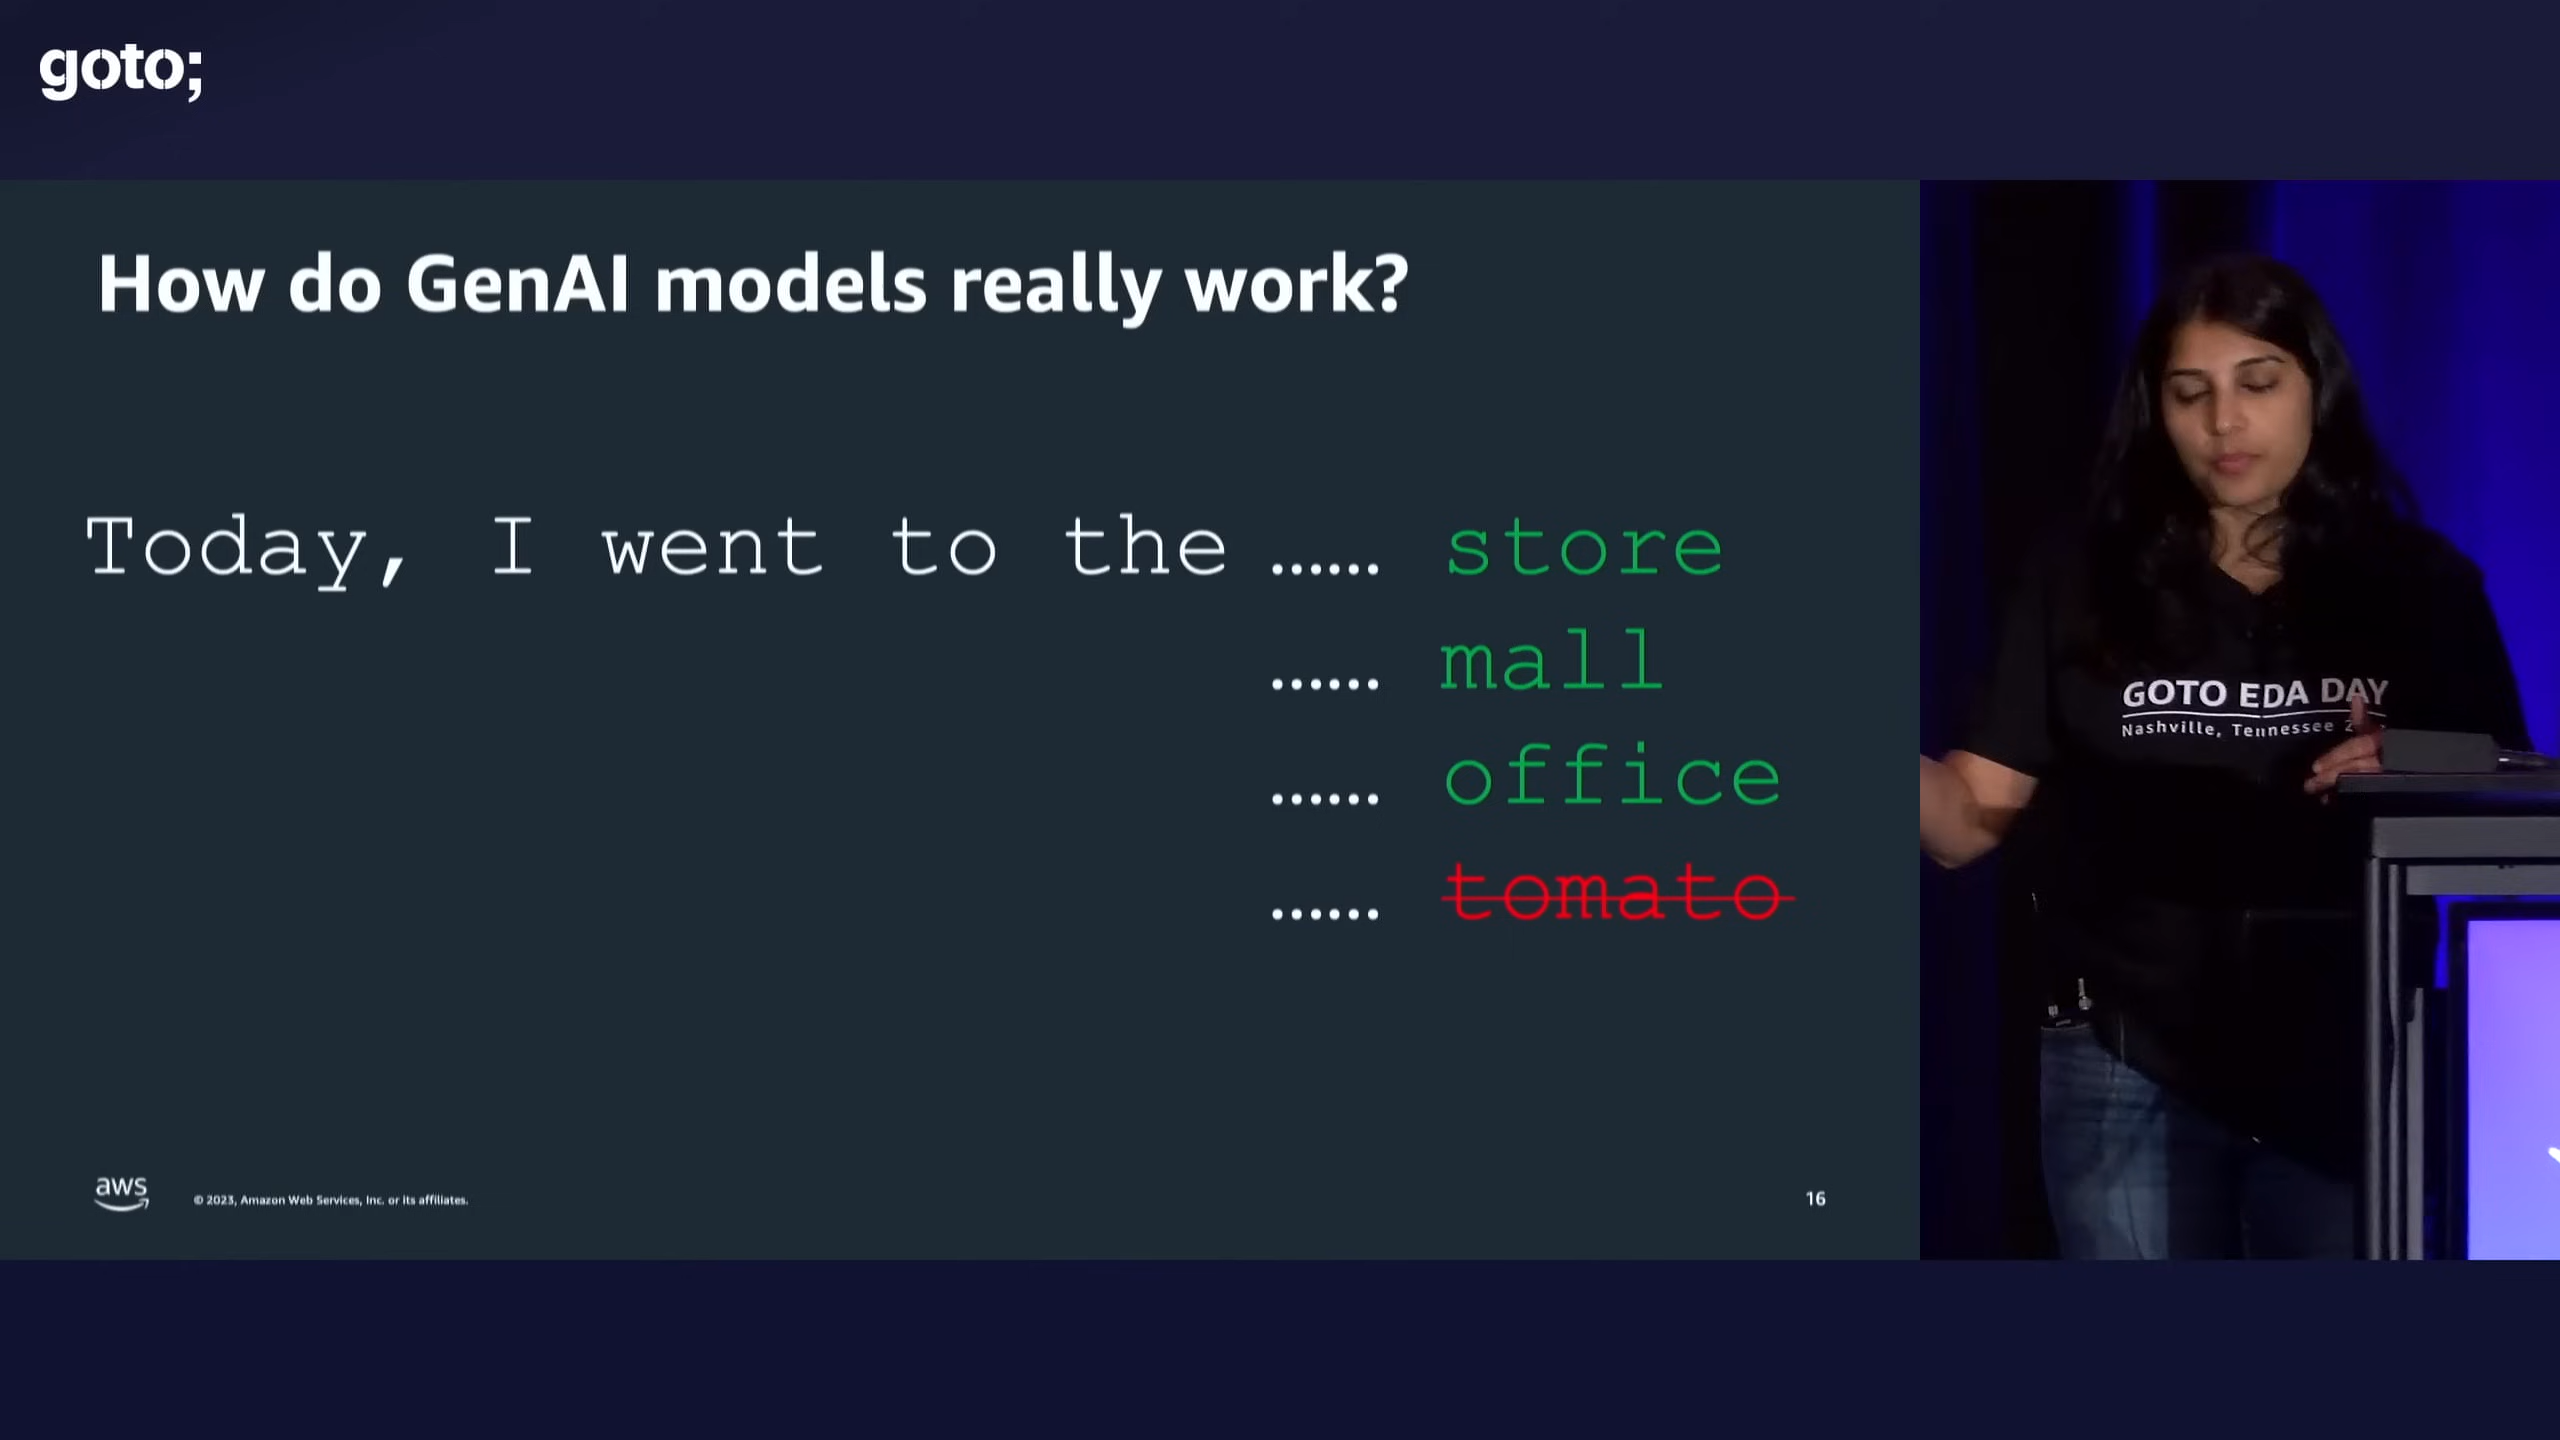 goto;
How do GenAI models really work?
Today, I went to the ...... store
...... mall
...... office
...... tomato
aws
© 2023, Amazon Web Services, Inc. or its affiliates.
16
GOTO EDA DAY
Nashville, Tennessee